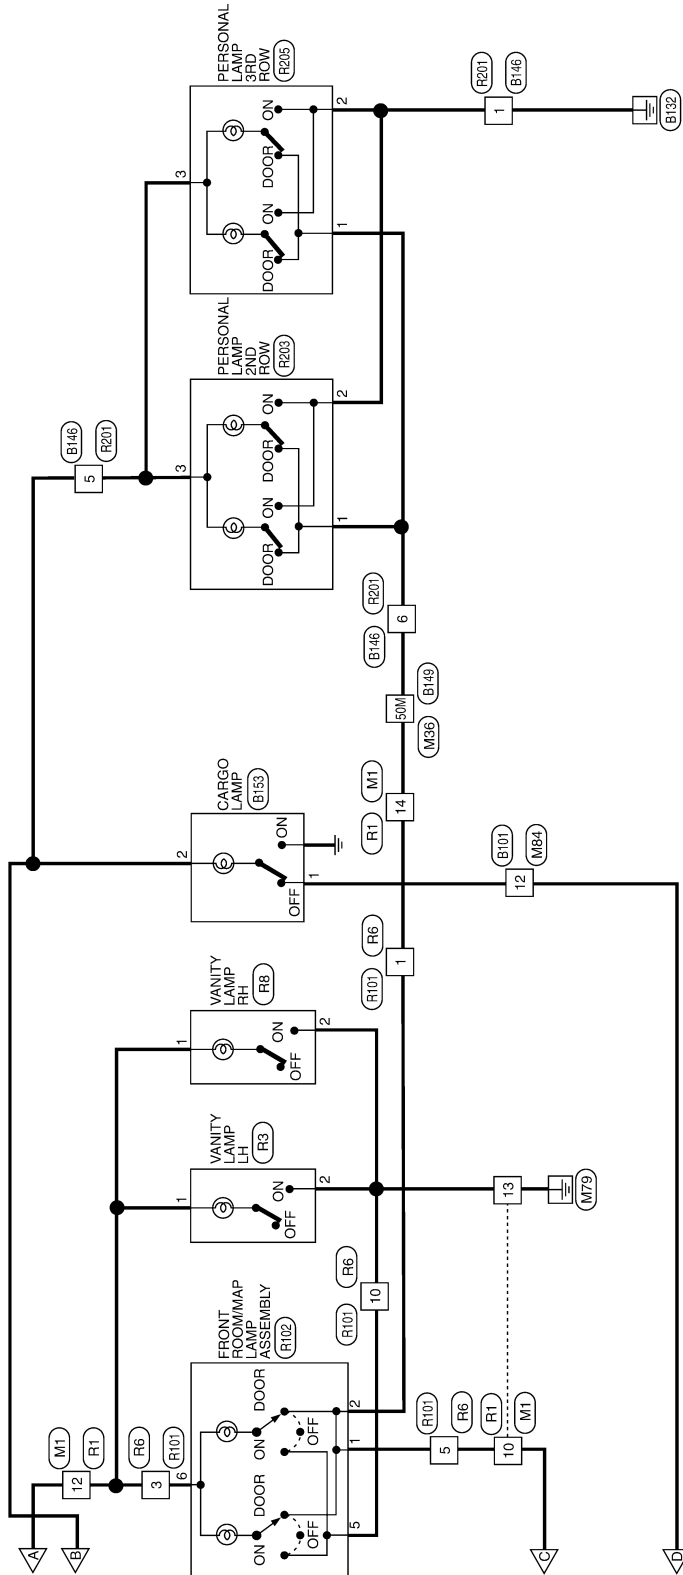 A
B
M1
12
R1
R6
3
R101
6
FRONT
ROOM/MAP
LAMP
ASSEMBLY
R102
ON
DOOR
OFF
ON
DOOR
OFF
5
1
2
R101
R6
10
R101
R6
5
R1
M1
10
C
VANITY
LAMP
LH
R3
1
ON
OFF
2
13
M79
VANITY
LAMP
RH
R8
1
ON
OFF
2
R101
R6
1
CARGO
LAMP
B153
2
ON
OFF
1
B101
M84
12
D
R1
M1
14
M36
B149
50M
B146
R201
6
B146
R201
5
PERSONAL
LAMP
2ND
ROW
R203
3
DOOR
ON
DOOR
ON
1
2
PERSONAL
LAMP
3RD
ROW
R205
3
DOOR
ON
DOOR
ON
1
2
R201
B146
1
B132